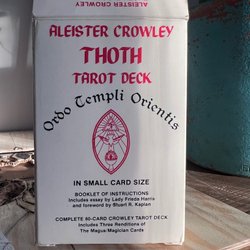 ALEISTER CROWLEY
ALEISTER CROWLEY
THOTH
TAROT DECK
Ordo Templi Orientis
IN SMALL CARD SIZE
BOOKLET OF INSTRUCTIONS
Includes essay by Lady Frieda Harris
and foreword by Stuart R. Kaplan
COMPLETE 80-CARD CROWLEY TAROT DECK
Includes Three Renditions of
The Magus/Magician Cards